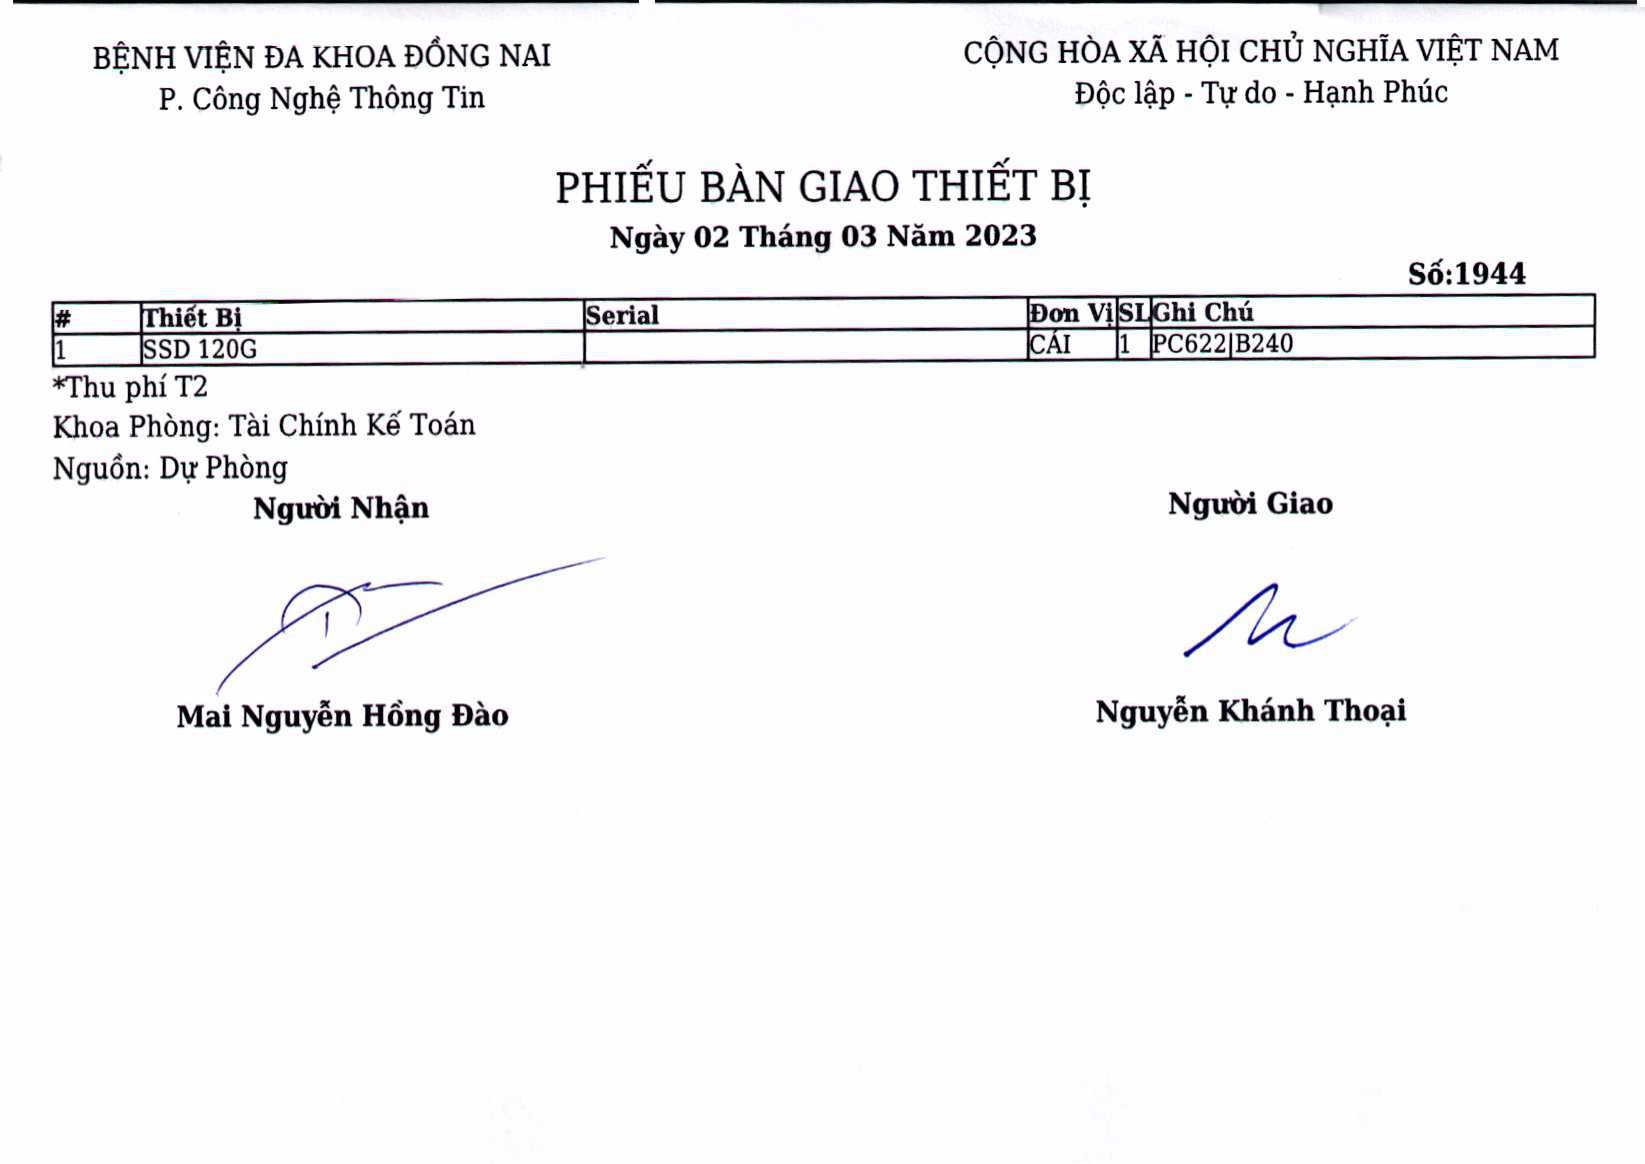 BỆNH VIỆN ĐA KHOA ĐỒNG NAI
P. Công Nghệ Thông Tin
CỘNG HÒA XÃ HỘI CHỦ NGHĨA VIỆT NAM
Độc lập - Tự do - Hạnh Phúc
PHIẾU BÀN GIAO THIẾT BỊ
Ngày 02 Tháng 03 Năm 2023
Số:1944
# Thiết Bị Serial Đơn Vị SL Ghi Chú
1 SSD 120G CÁI 1 PC622|B240
*Thu phí T2
Khoa Phòng: Tài Chính Kế Toán
Nguồn: Dự Phòng
Người Nhận Người Giao
Mai Nguyễn Hồng Đào Nguyễn Khánh Thoại